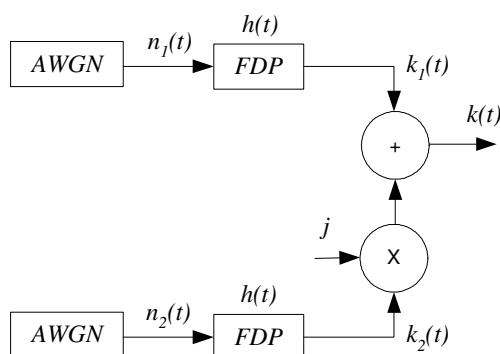 h(t)
n₁(t)
AWGN
FDP
k₁(t)
k(t)
+
j
X
h(t)
n₂(t)
AWGN
FDP
k₂(t)